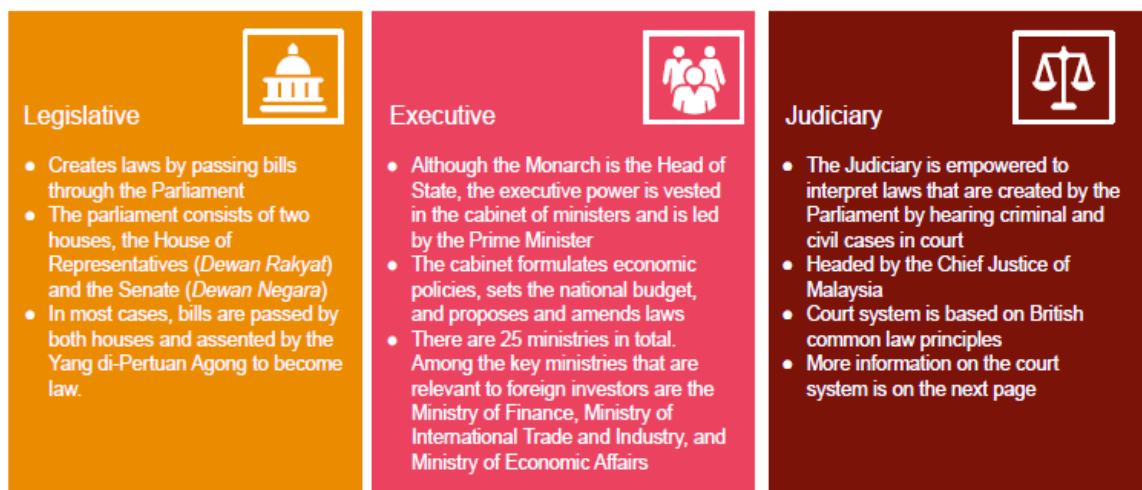 Legislative
● Creates laws by passing bills
through the Parliament
● The parliament consists of two
houses, the House of
Representatives (Dewan Rakyat)
and the Senate (Dewan Negara)
● In most cases, bills are passed by
both houses and assented by the
Yang di-Pertuan Agong to become
law.
Executive
● Although the Monarch is the Head of
State, the executive power is vested
in the cabinet of ministers and is led
by the Prime Minister
● The cabinet formulates economic
policies, sets the national budget,
and proposes and amends laws
● There are 25 ministries in total.
Among the key ministries that are
relevant to foreign investors are the
Ministry of Finance, Ministry of
International Trade and Industry, and
Ministry of Economic Affairs
Judiciary
● The Judiciary is empowered to
interpret laws that are created by the
Parliament by hearing criminal and
civil cases in court
● Headed by the Chief Justice of
Malaysia
● Court system is based on British
common law principles
● More information on the court
system is on the next page